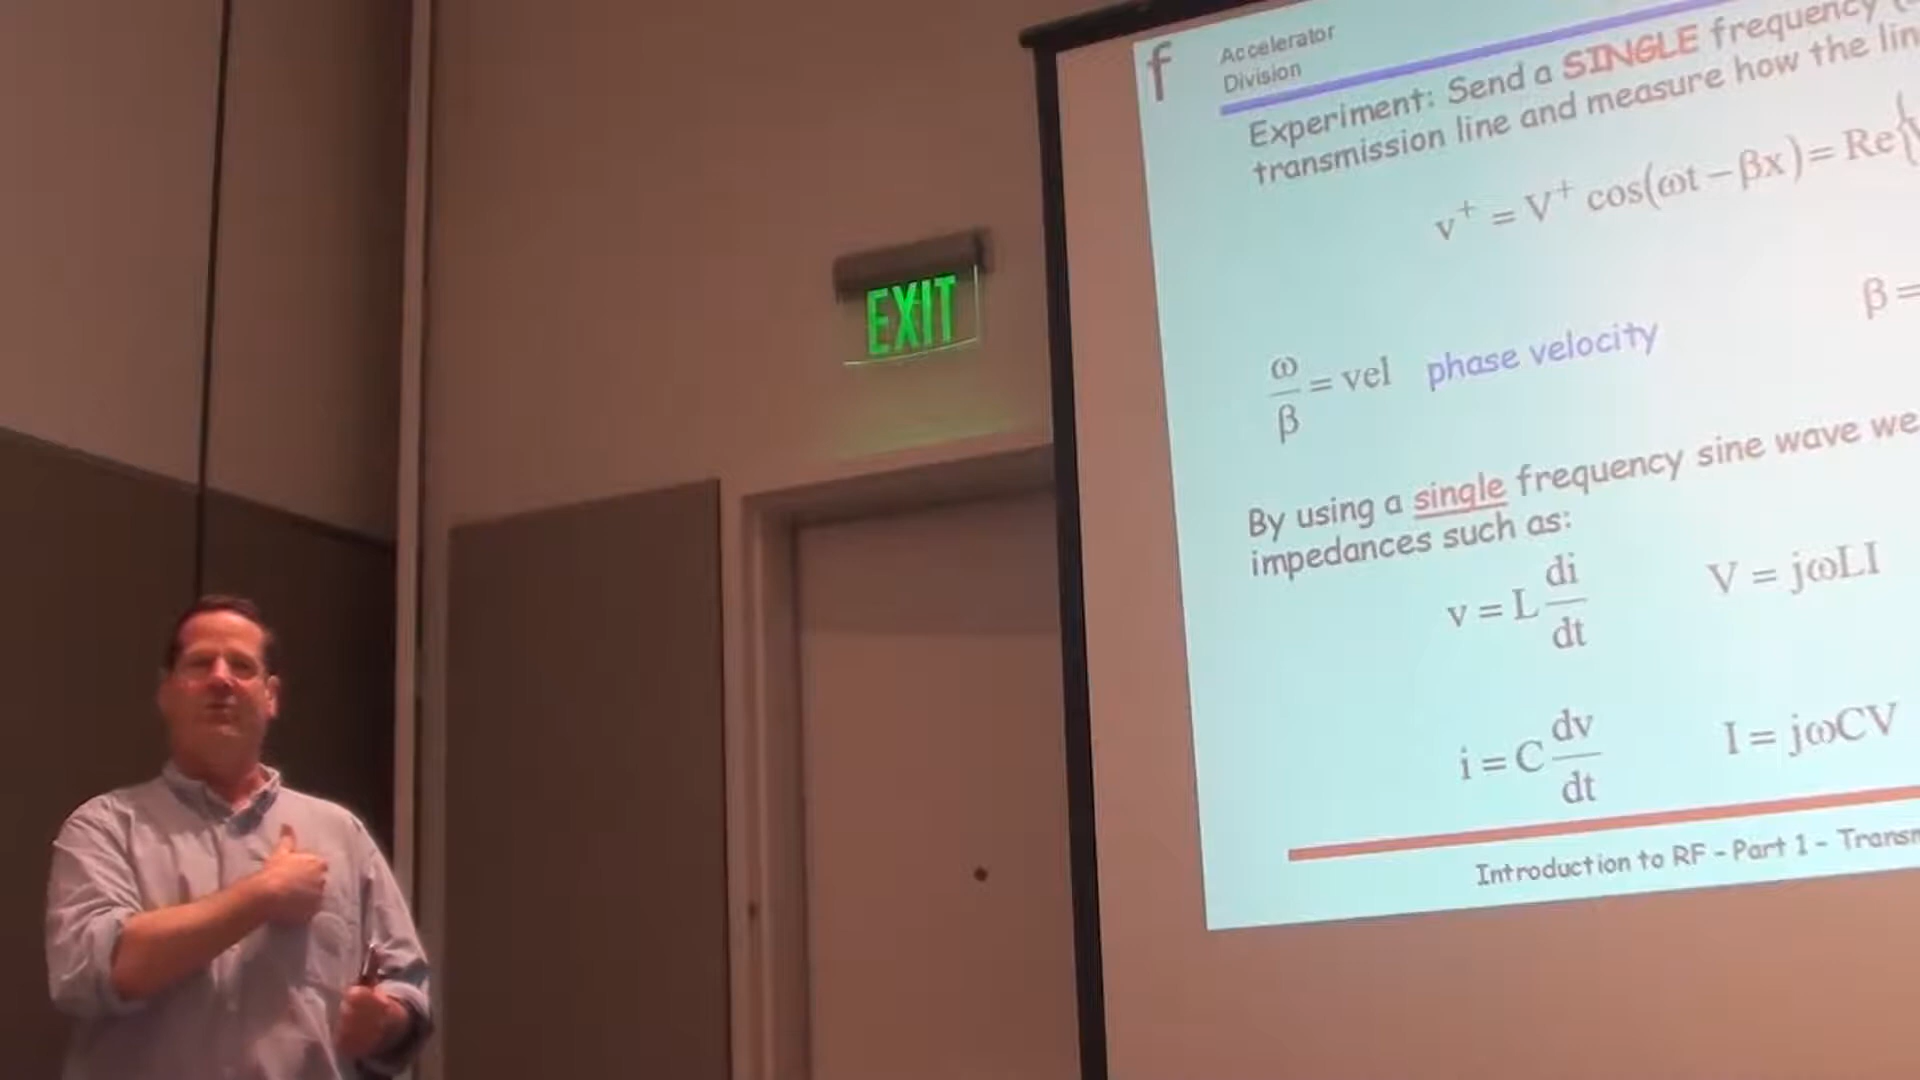 EXIT
f Accelerator
Division
Experiment: Send a SINGLE frequency
transmission line and measure how the
v⁺ = V⁺ cos(ωt − βx) = Re{
β =
ω/β = vel phase velocity
By using a single frequency sine wave we
impedances such as:
v = L di/dt V = jωLI
i = C dv/dt I = jωCV
Introduction to RF - Part 1 -